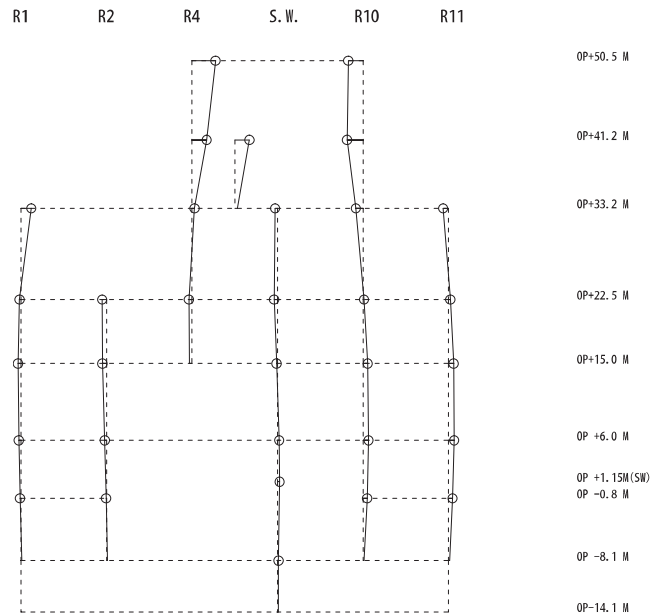 R1 R2 R4 S.W. R10 R11
OP+50.5 M
OP+41.2 M
OP+33.2 M
OP+22.5 M
OP+15.0 M
OP +6.0 M
OP +1.15M(SW)
OP -0.8 M
OP -8.1 M
OP-14.1 M